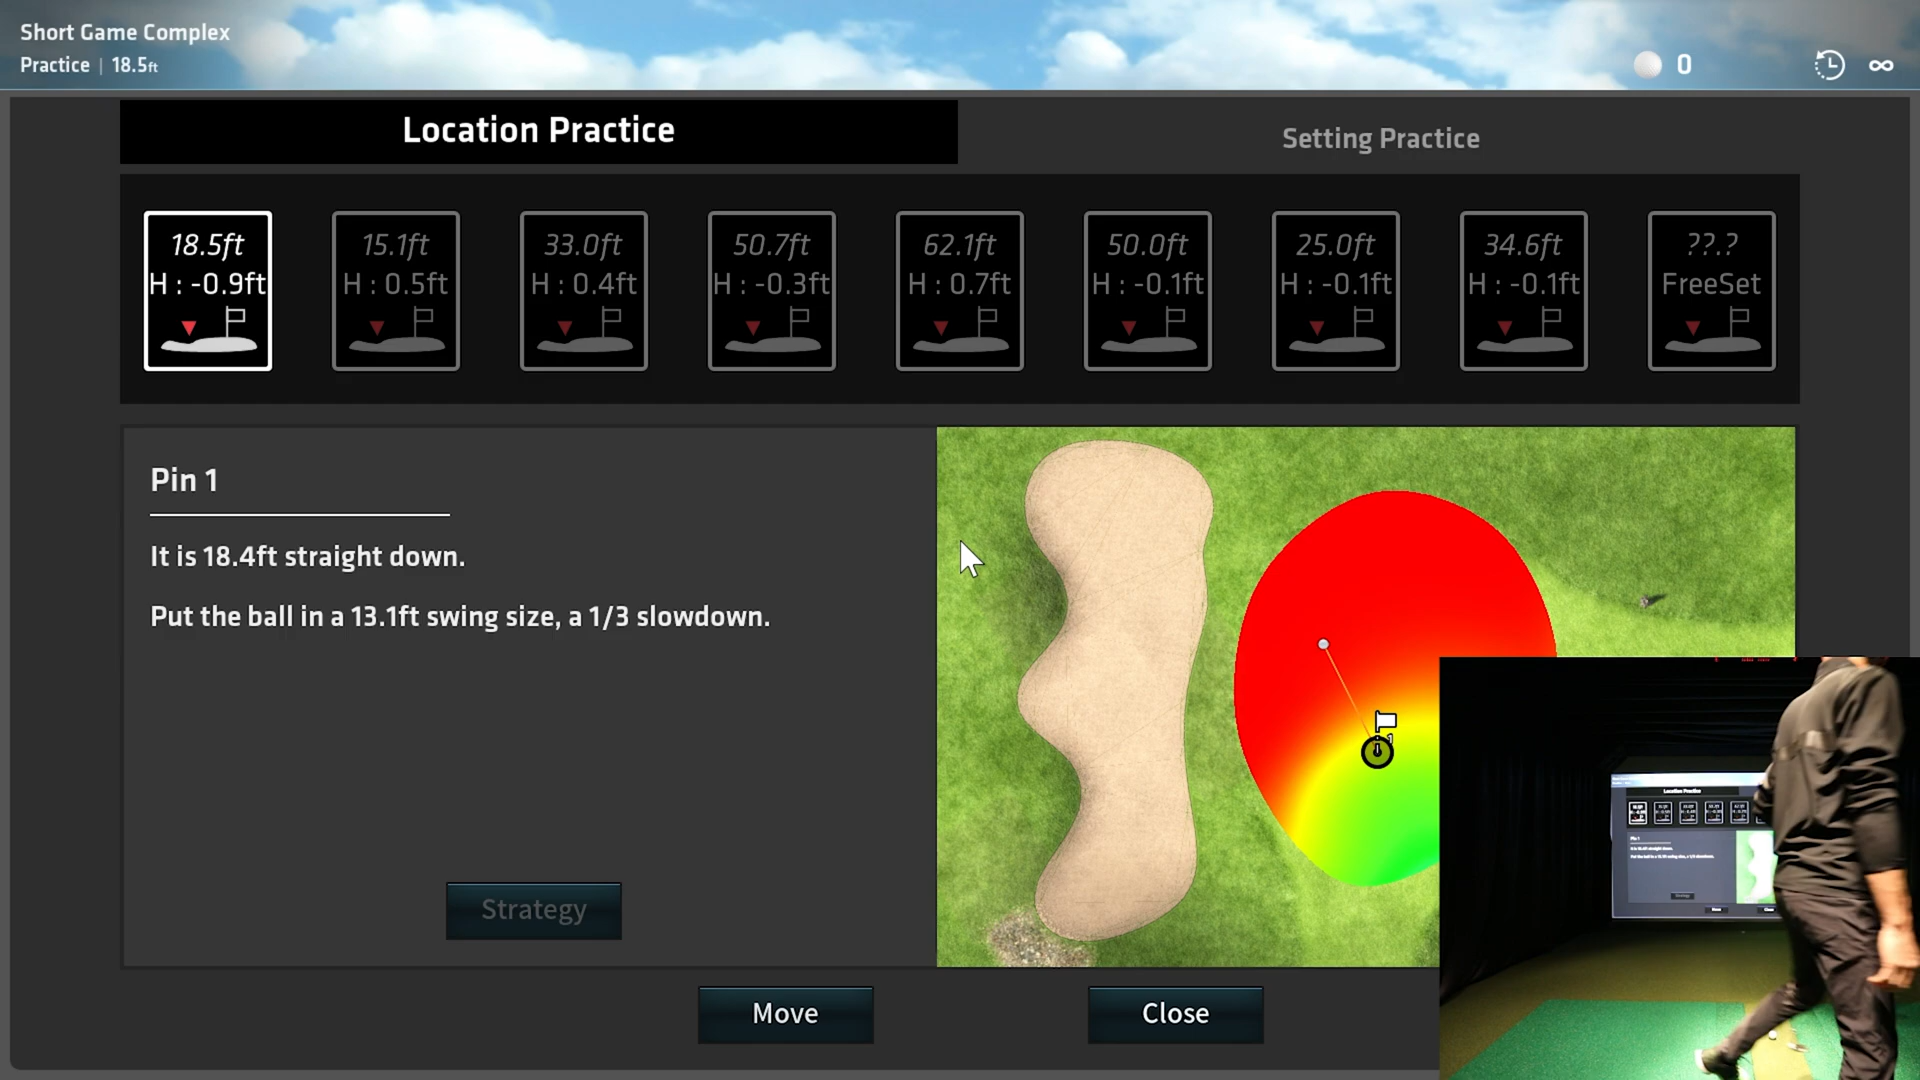 Short Game Complex
Practice | 18.5ft
0
∞
Location Practice
Setting Practice
18.5ft
H : -0.9ft
15.1ft
H : 0.5ft
33.0ft
H : 0.4ft
50.7ft
H : -0.3ft
62.1ft
H : 0.7ft
50.0ft
H : -0.1ft
25.0ft
H : -0.1ft
34.6ft
H : -0.1ft
??.?
FreeSet
Pin 1
It is 18.4ft straight down.
Put the ball in a 13.1ft swing size, a 1/3 slowdown.
1
Strategy
Move
Close
Location Practice